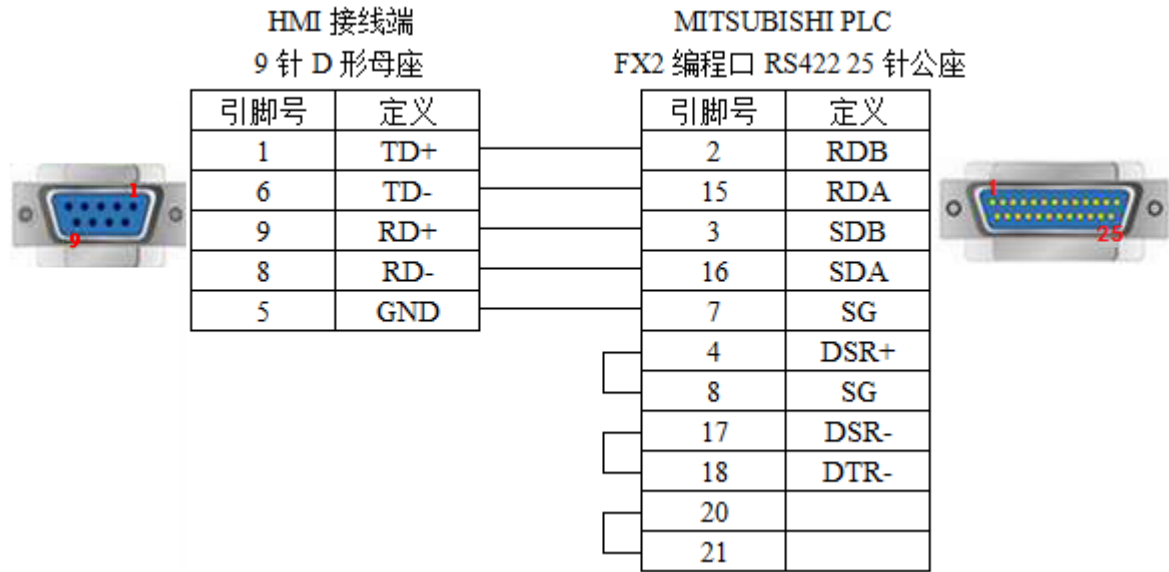 HMI 接线端
9 针 D 形母座
引脚号 定义
1 TD+
6 TD-
9 RD+
8 RD-
5 GND
1
9
MITSUBISHI PLC
FX2 编程口 RS422 25 针公座
引脚号 定义
2 RDB
15 RDA
3 SDB
16 SDA
7 SG
4 DSR+
8 SG
17 DSR-
18 DTR-
20
21
1
25